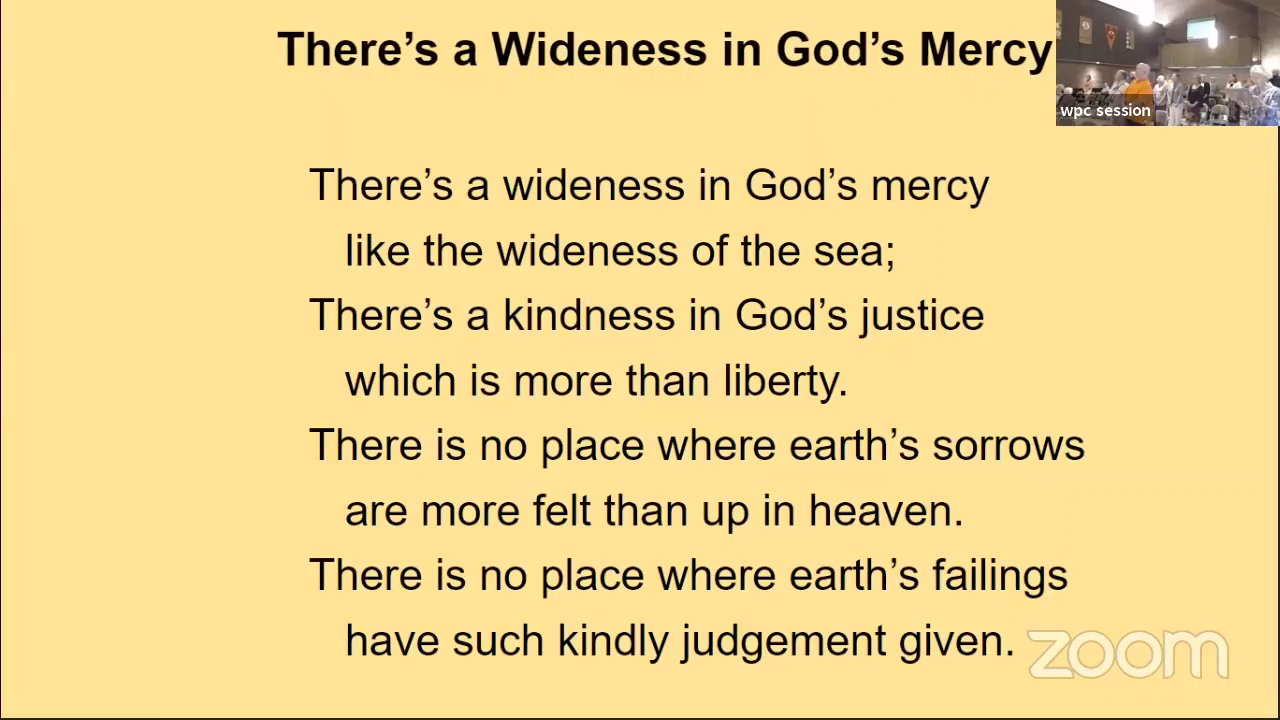 There’s a Wideness in God’s Mercy
wpc session
There’s a wideness in God’s mercy
like the wideness of the sea;
There’s a kindness in God’s justice
which is more than liberty.
There is no place where earth’s sorrows
are more felt than up in heaven.
There is no place where earth’s failings
have such kindly judgement given.
zoom